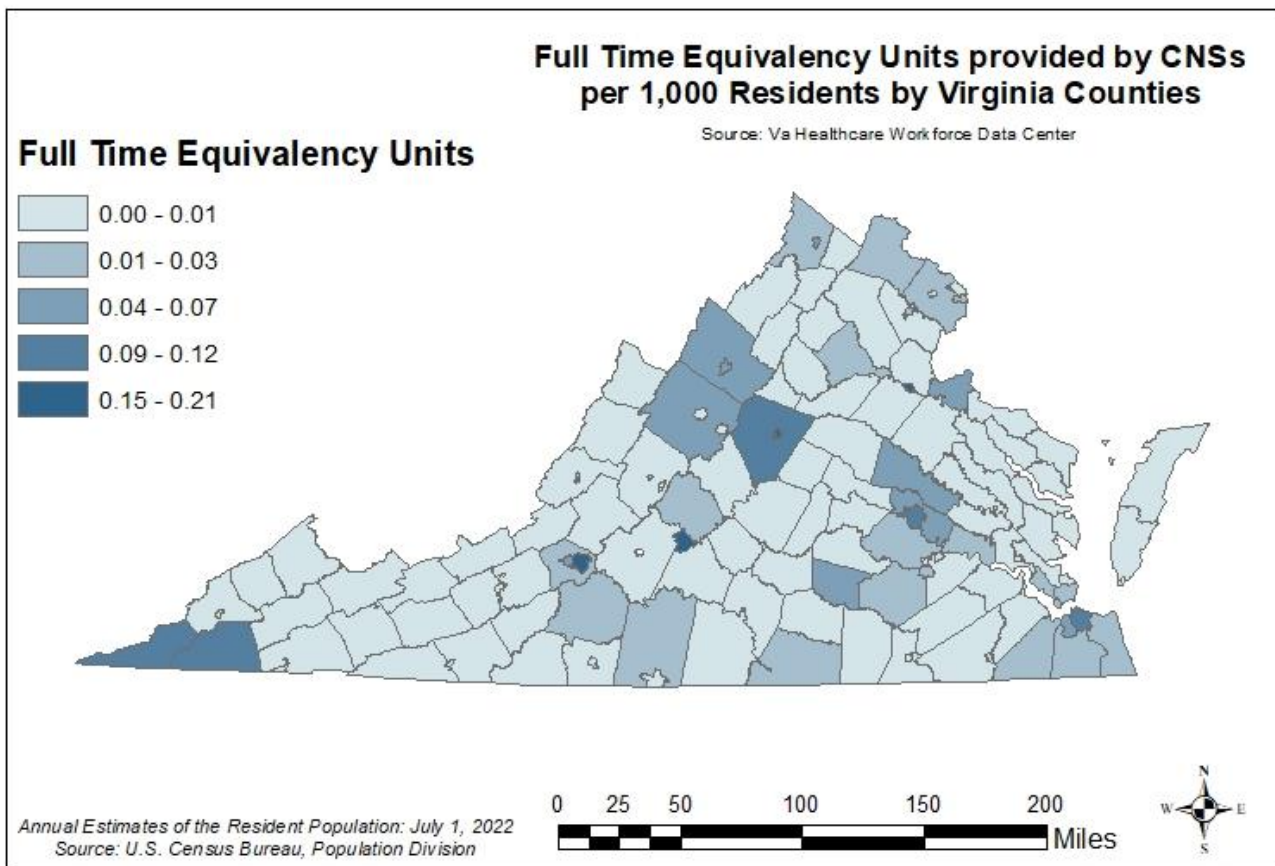 Full Time Equivalency Units provided by CNSs
per 1,000 Residents by Virginia Counties
Source: Va Healthcare Workforce Data Center
Full Time Equivalency Units
0.00 - 0.01
0.01 - 0.03
0.04 - 0.07
0.09 - 0.12
0.15 - 0.21
Annual Estimates of the Resident Population: July 1, 2022
Source: U.S. Census Bureau, Population Division
0 25 50 100 150 200
Miles
N
W E
S